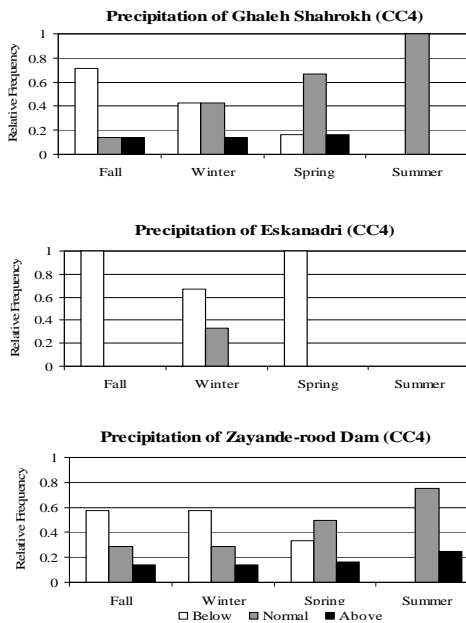 Precipitation of Ghaleh Shahrokh (CC4)
Relative Frequency
1
0.8
0.6
0.4
0.2
0
Fall Winter Spring Summer
Precipitation of Eskanadri (CC4)
Relative Frequency
1
0.8
0.6
0.4
0.2
0
Fall Winter Spring Summer
Precipitation of Zayande-rood Dam (CC4)
Relative Frequency
1
0.8
0.6
0.4
0.2
0
Fall Winter Spring Summer
Below Normal Above